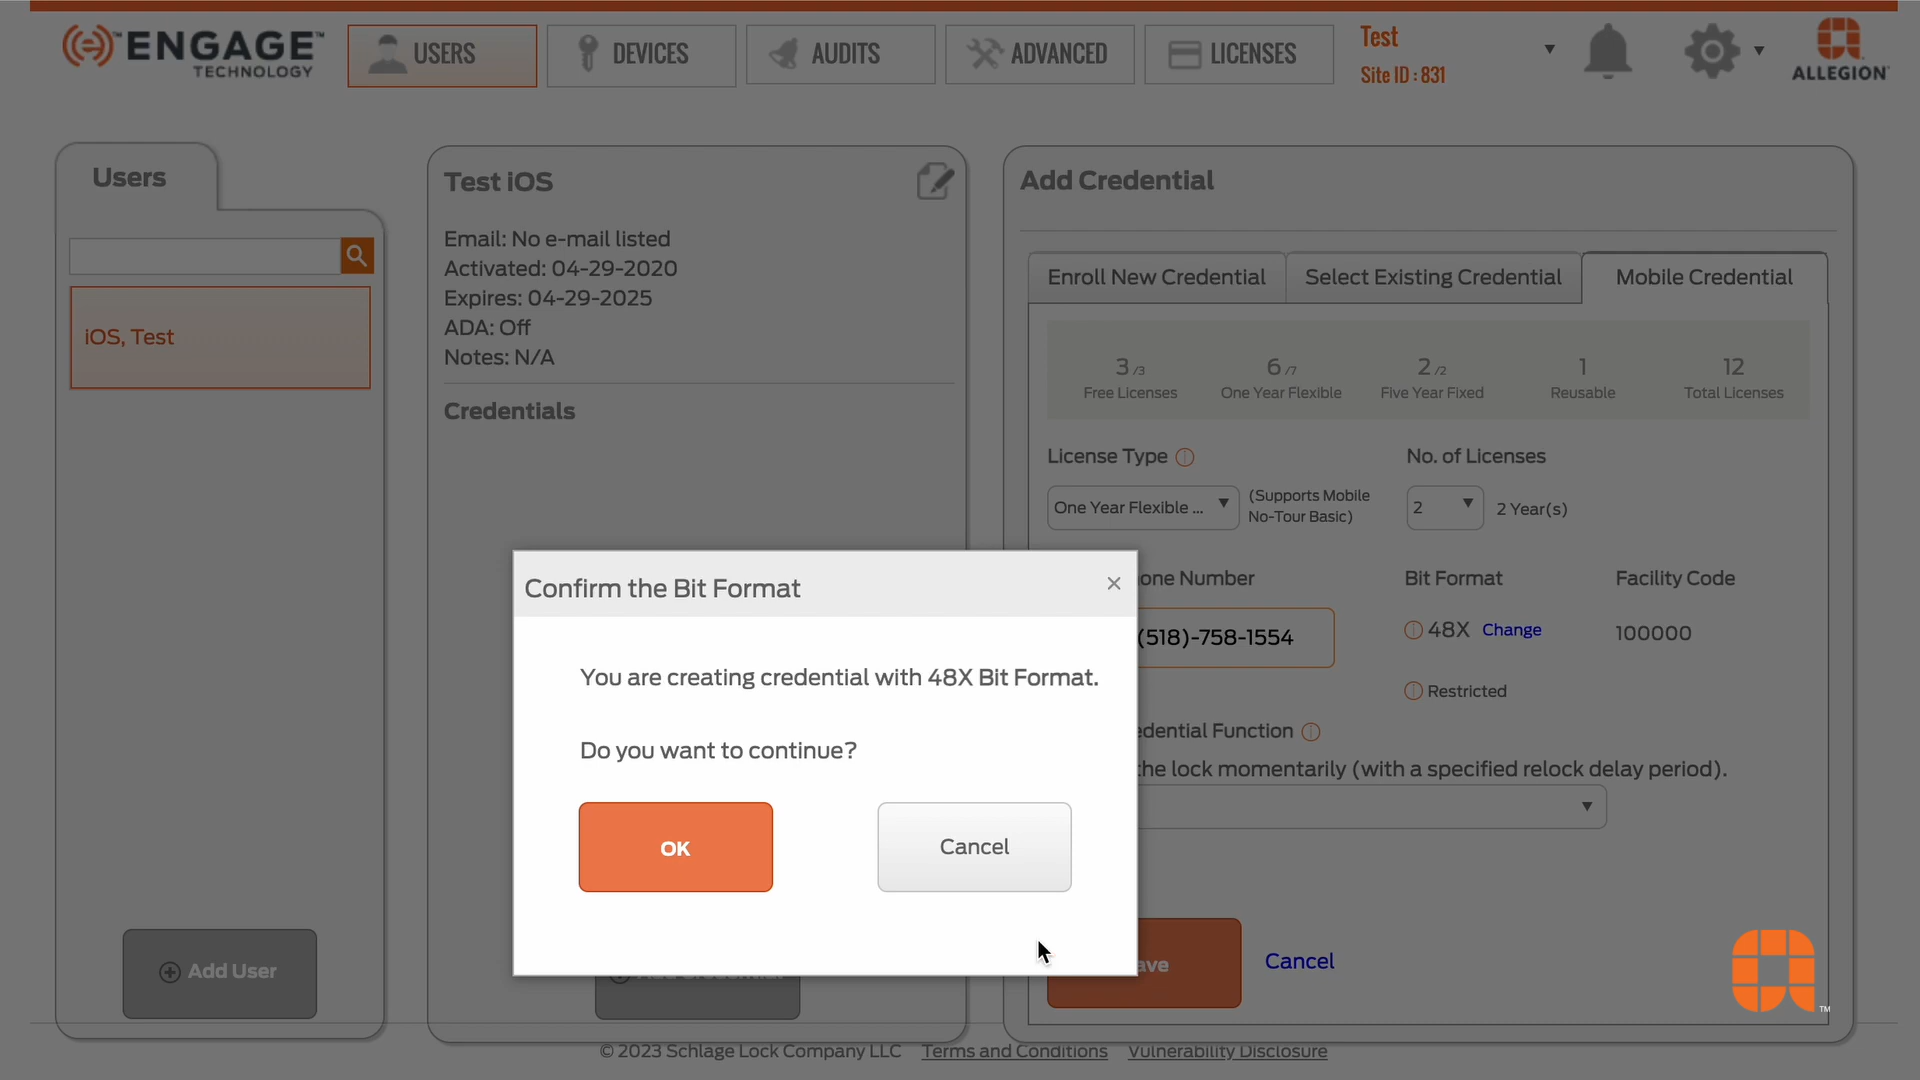 ENGAGE™
TECHNOLOGY
USERS
DEVICES
AUDITS
ADVANCED
LICENSES
Test
Site ID : 831
ALLEGION
Users
iOS, Test
Add User
Test iOS
Email: No e-mail listed
Activated: 04-29-2020
Expires: 04-29-2025
ADA: Off
Notes: N/A
Credentials
Add Credential
Enroll New Credential
Select Existing Credential
Mobile Credential
3 /3
Free Licenses
6 /7
One Year Flexible
2 /2
Five Year Fixed
1
Reusable
12
Total Licenses
License Type
One Year Flexible ...
(Supports Mobile
No-Tour Basic)
No. of Licenses
2
2 Year(s)
one Number
(518)-758-1554
Bit Format
48X Change
Restricted
Facility Code
100000
edential Function
the lock momentarily (with a specified relock delay period).
ave
Cancel
Confirm the Bit Format
×
You are creating credential with 48X Bit Format.
Do you want to continue?
OK
Cancel
TM
© 2023 Schlage Lock Company LLC Terms and Conditions Vulnerability Disclosure